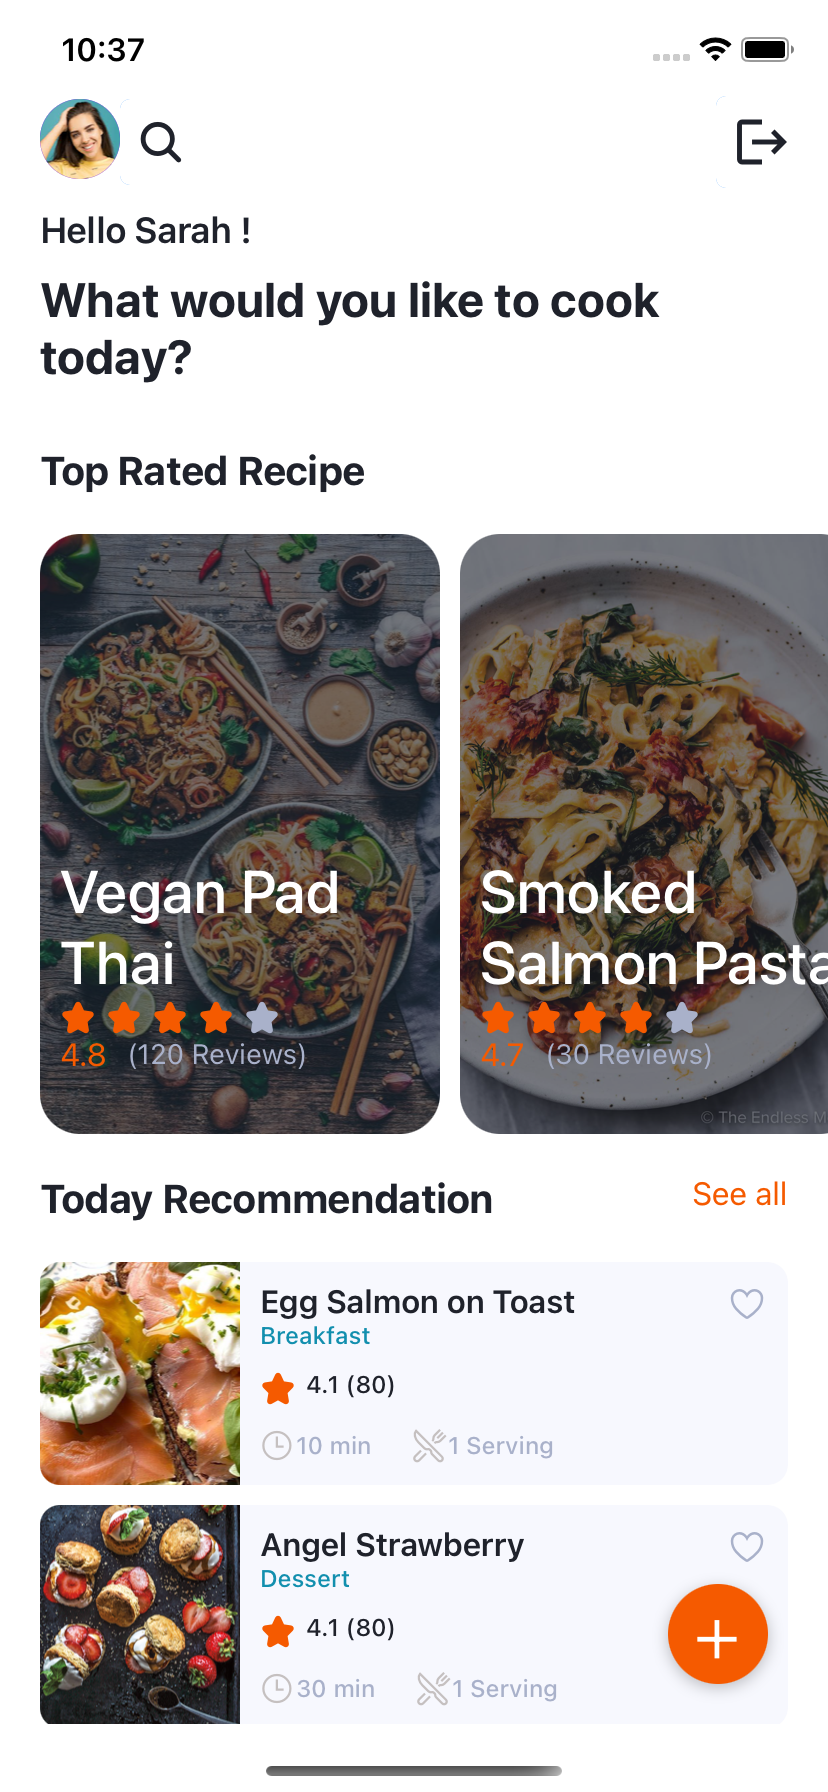 10:37
Hello Sarah !
What would you like to cook
today?
Top Rated Recipe
Vegan Pad
Thai
4.8 (120 Reviews)
Smoked
Salmon Pasta
4.7 (30 Reviews)
© The Endless M
Today Recommendation
See all
Egg Salmon on Toast
Breakfast
4.1 (80)
10 min
1 Serving
Angel Strawberry
Dessert
4.1 (80)
30 min
1 Serving